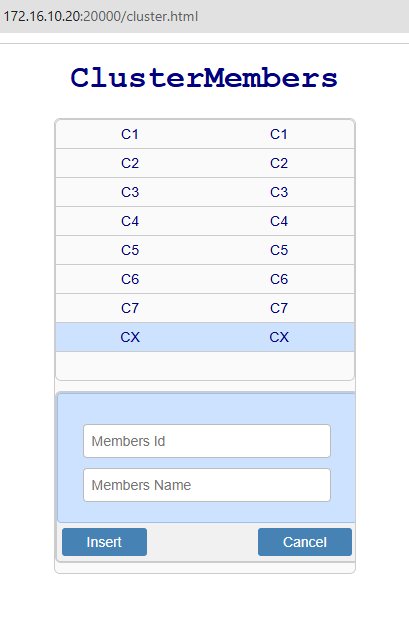 172.16.10.20:20000/cluster.html
ClusterMembers
C1 C1
C2 C2
C3 C3
C4 C4
C5 C5
C6 C6
C7 C7
CX CX
Members Id
Members Name
Insert Cancel